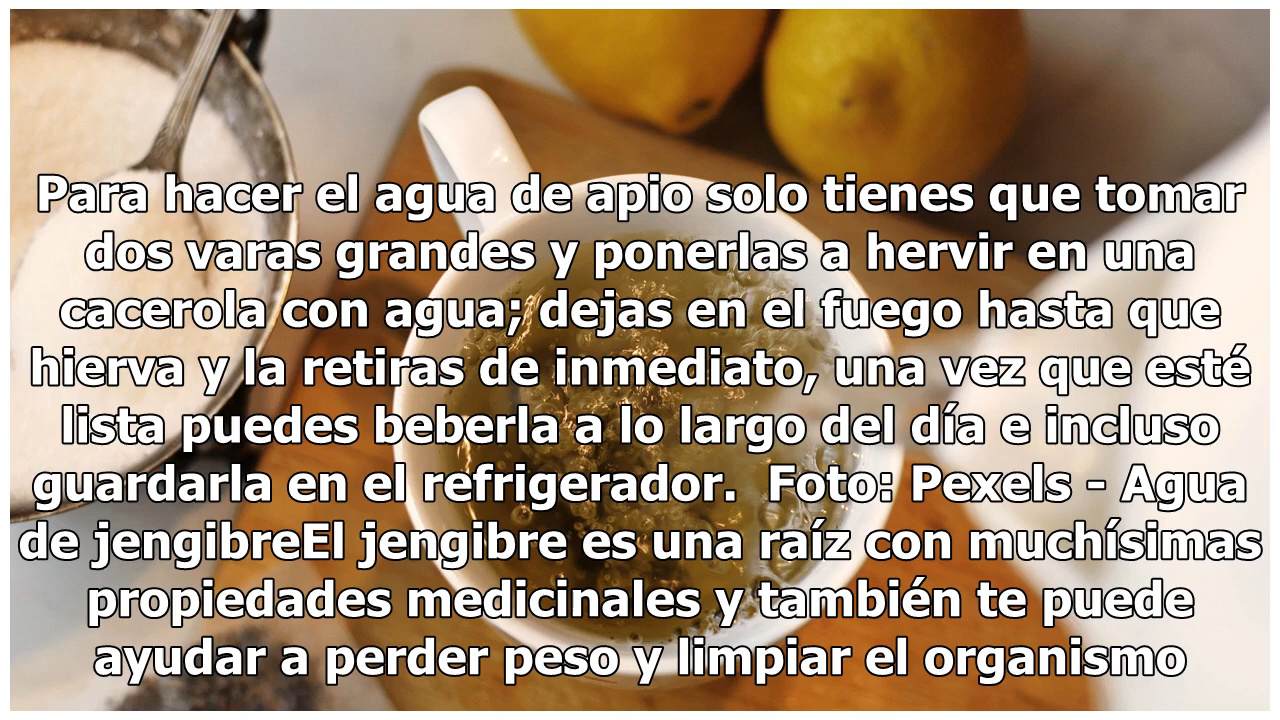 Para hacer el agua de apio solo tienes que tomar
dos varas grandes y ponerlas a hervir en una
cacerola con agua; dejas en el fuego hasta que
hierva y la retiras de inmediato, una vez que esté
lista puedes beberla a lo largo del día e incluso
guardarla en el refrigerador.  Foto: Pexels - Agua
de jengibreEl jengibre es una raíz con muchísimas
propiedades medicinales y también te puede
ayudar a perder peso y limpiar el organismo